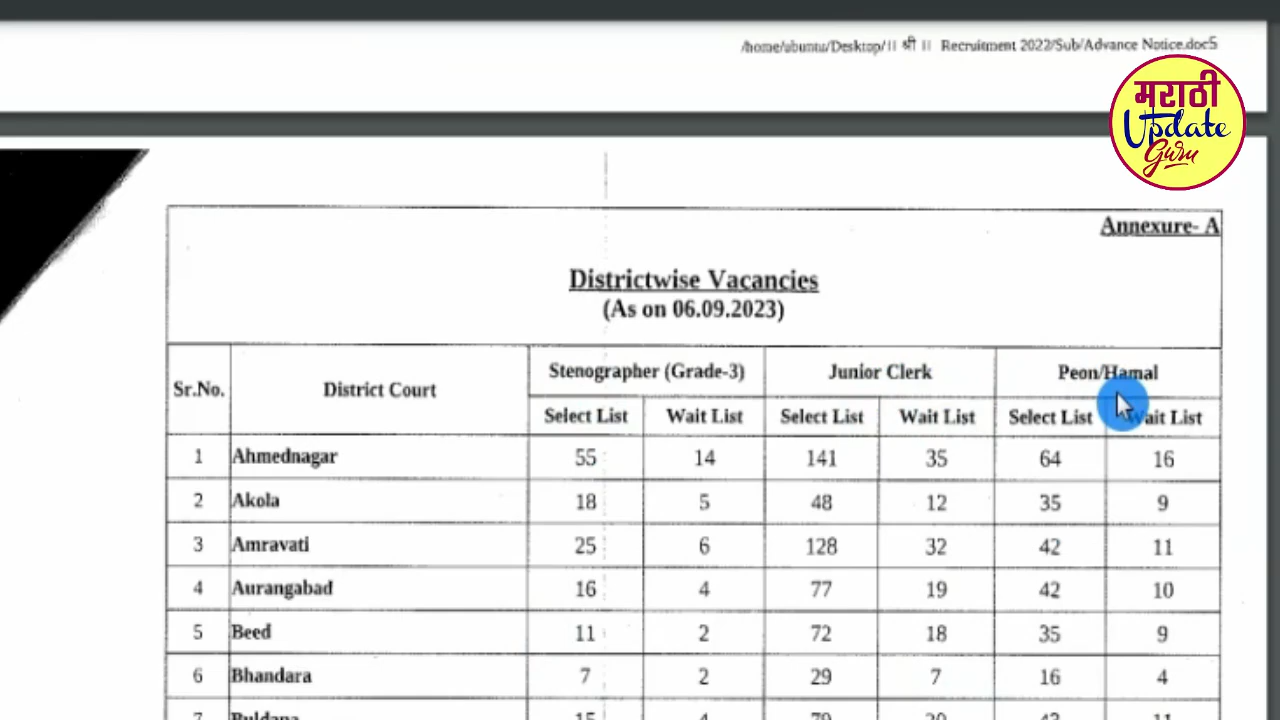 /home/ubuntu/Desktop/।। श्री ।। Recruitment 2022/Sub/Advance Notice.doc5
मराठी
Update
Guru
Annexure- A
Districtwise Vacancies
(As on 06.09.2023)
Sr.No. District Court Stenographer (Grade-3) Junior Clerk Peon/Hamal
Select List Wait List Select List Wait List Select List Wait List
1 Ahmednagar 55 14 141 35 64 16
2 Akola 18 5 48 12 35 9
3 Amravati 25 6 128 32 42 11
4 Aurangabad 16 4 77 19 42 10
5 Beed 11 2 72 18 35 9
6 Bhandara 7 2 29 7 16 4